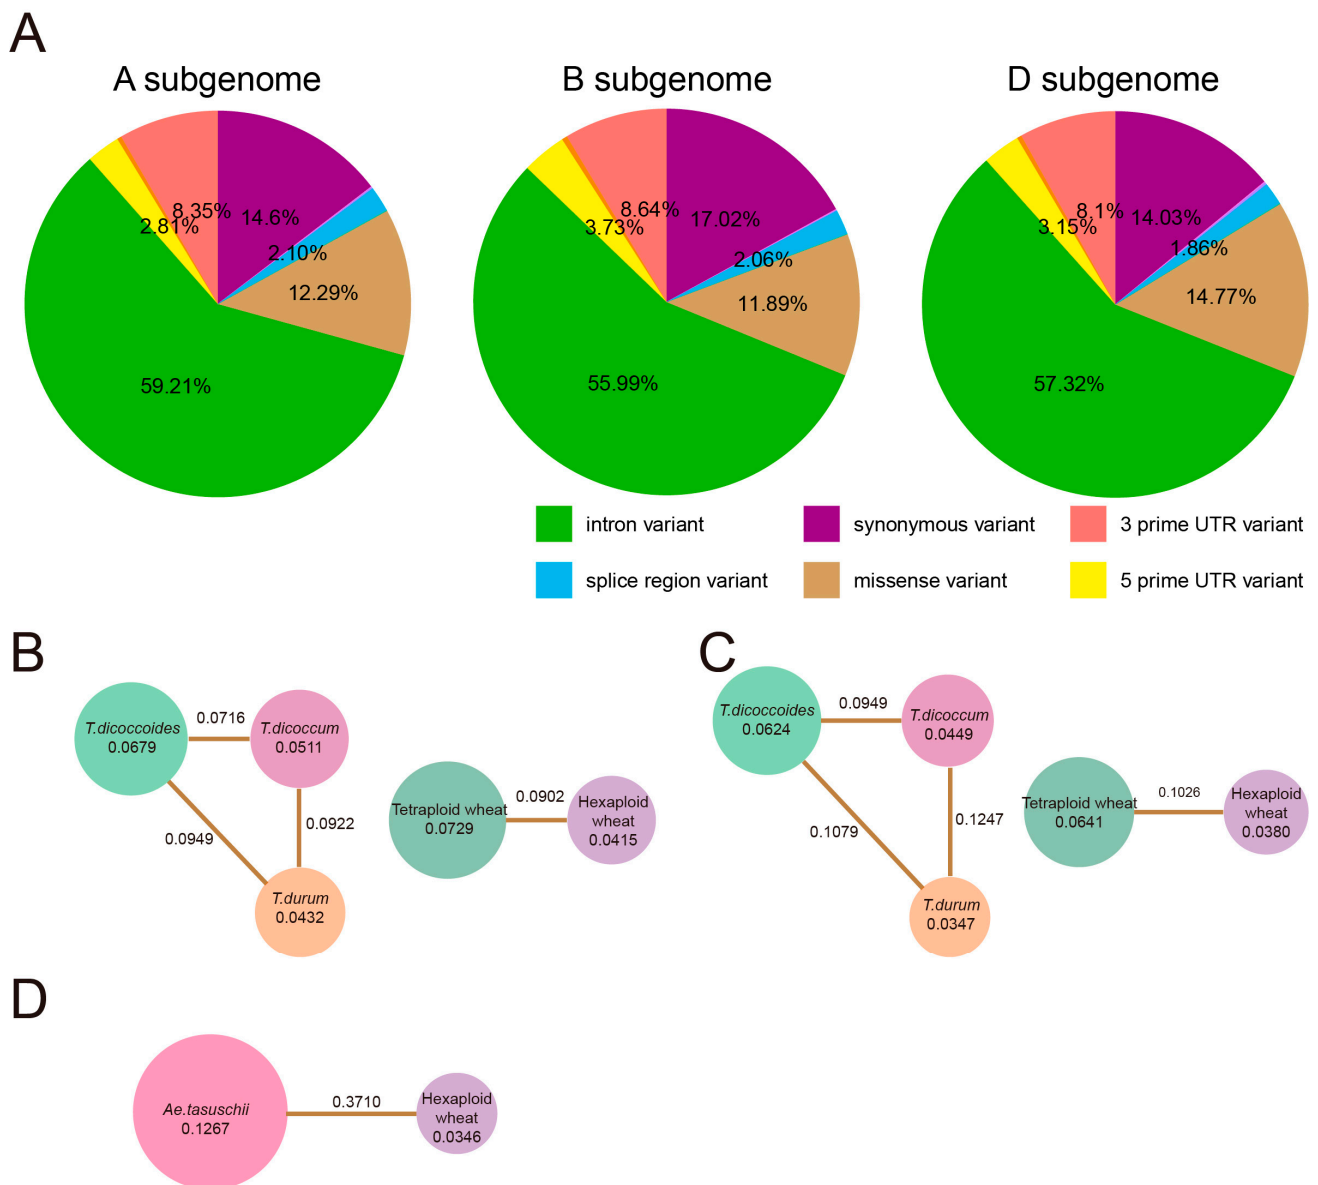 A
A subgenome
B subgenome
D subgenome
8.35%
14.6%
2.81%
2.10%
12.29%
59.21%
8.64%
17.02%
3.73%
2.06%
11.89%
55.99%
8.1%
14.03%
3.15%
1.86%
14.77%
57.32%
intron variant
synonymous variant
3 prime UTR variant
splice region variant
missense variant
5 prime UTR variant
B
T.dicoccoides
0.0679
0.0716
T.dicoccum
0.0511
0.0949
0.0922
T.durum
0.0432
Tetraploid wheat
0.0729
0.0902
Hexaploid
wheat
0.0415
C
T.dicoccoides
0.0624
0.0949
T.dicoccum
0.0449
0.1079
0.1247
T.durum
0.0347
Tetraploid wheat
0.0641
0.1026
Hexaploid
wheat
0.0380
D
Ae.tasuschii
0.1267
0.3710
Hexaploid
wheat
0.0346